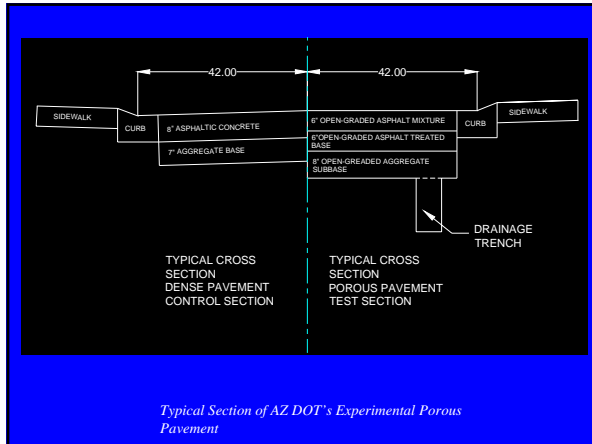 42.00 42.00
SIDEWALK
CURB
8" ASPHALTIC CONCRETE
7" AGGREGATE BASE
6" OPEN-GRADED ASPHALT MIXTURE
6"OPEN-GRADED ASPHALT TREATED
BASE
8" OPEN-GREADED AGGREGATE
SUBBASE
CURB
SIDEWALK
DRAINAGE
TRENCH
TYPICAL CROSS
SECTION
DENSE PAVEMENT
CONTROL SECTION
TYPICAL CROSS
SECTION
POROUS PAVEMENT
TEST SECTION
Typical Section of AZ DOT's Experimental Porous
Pavement